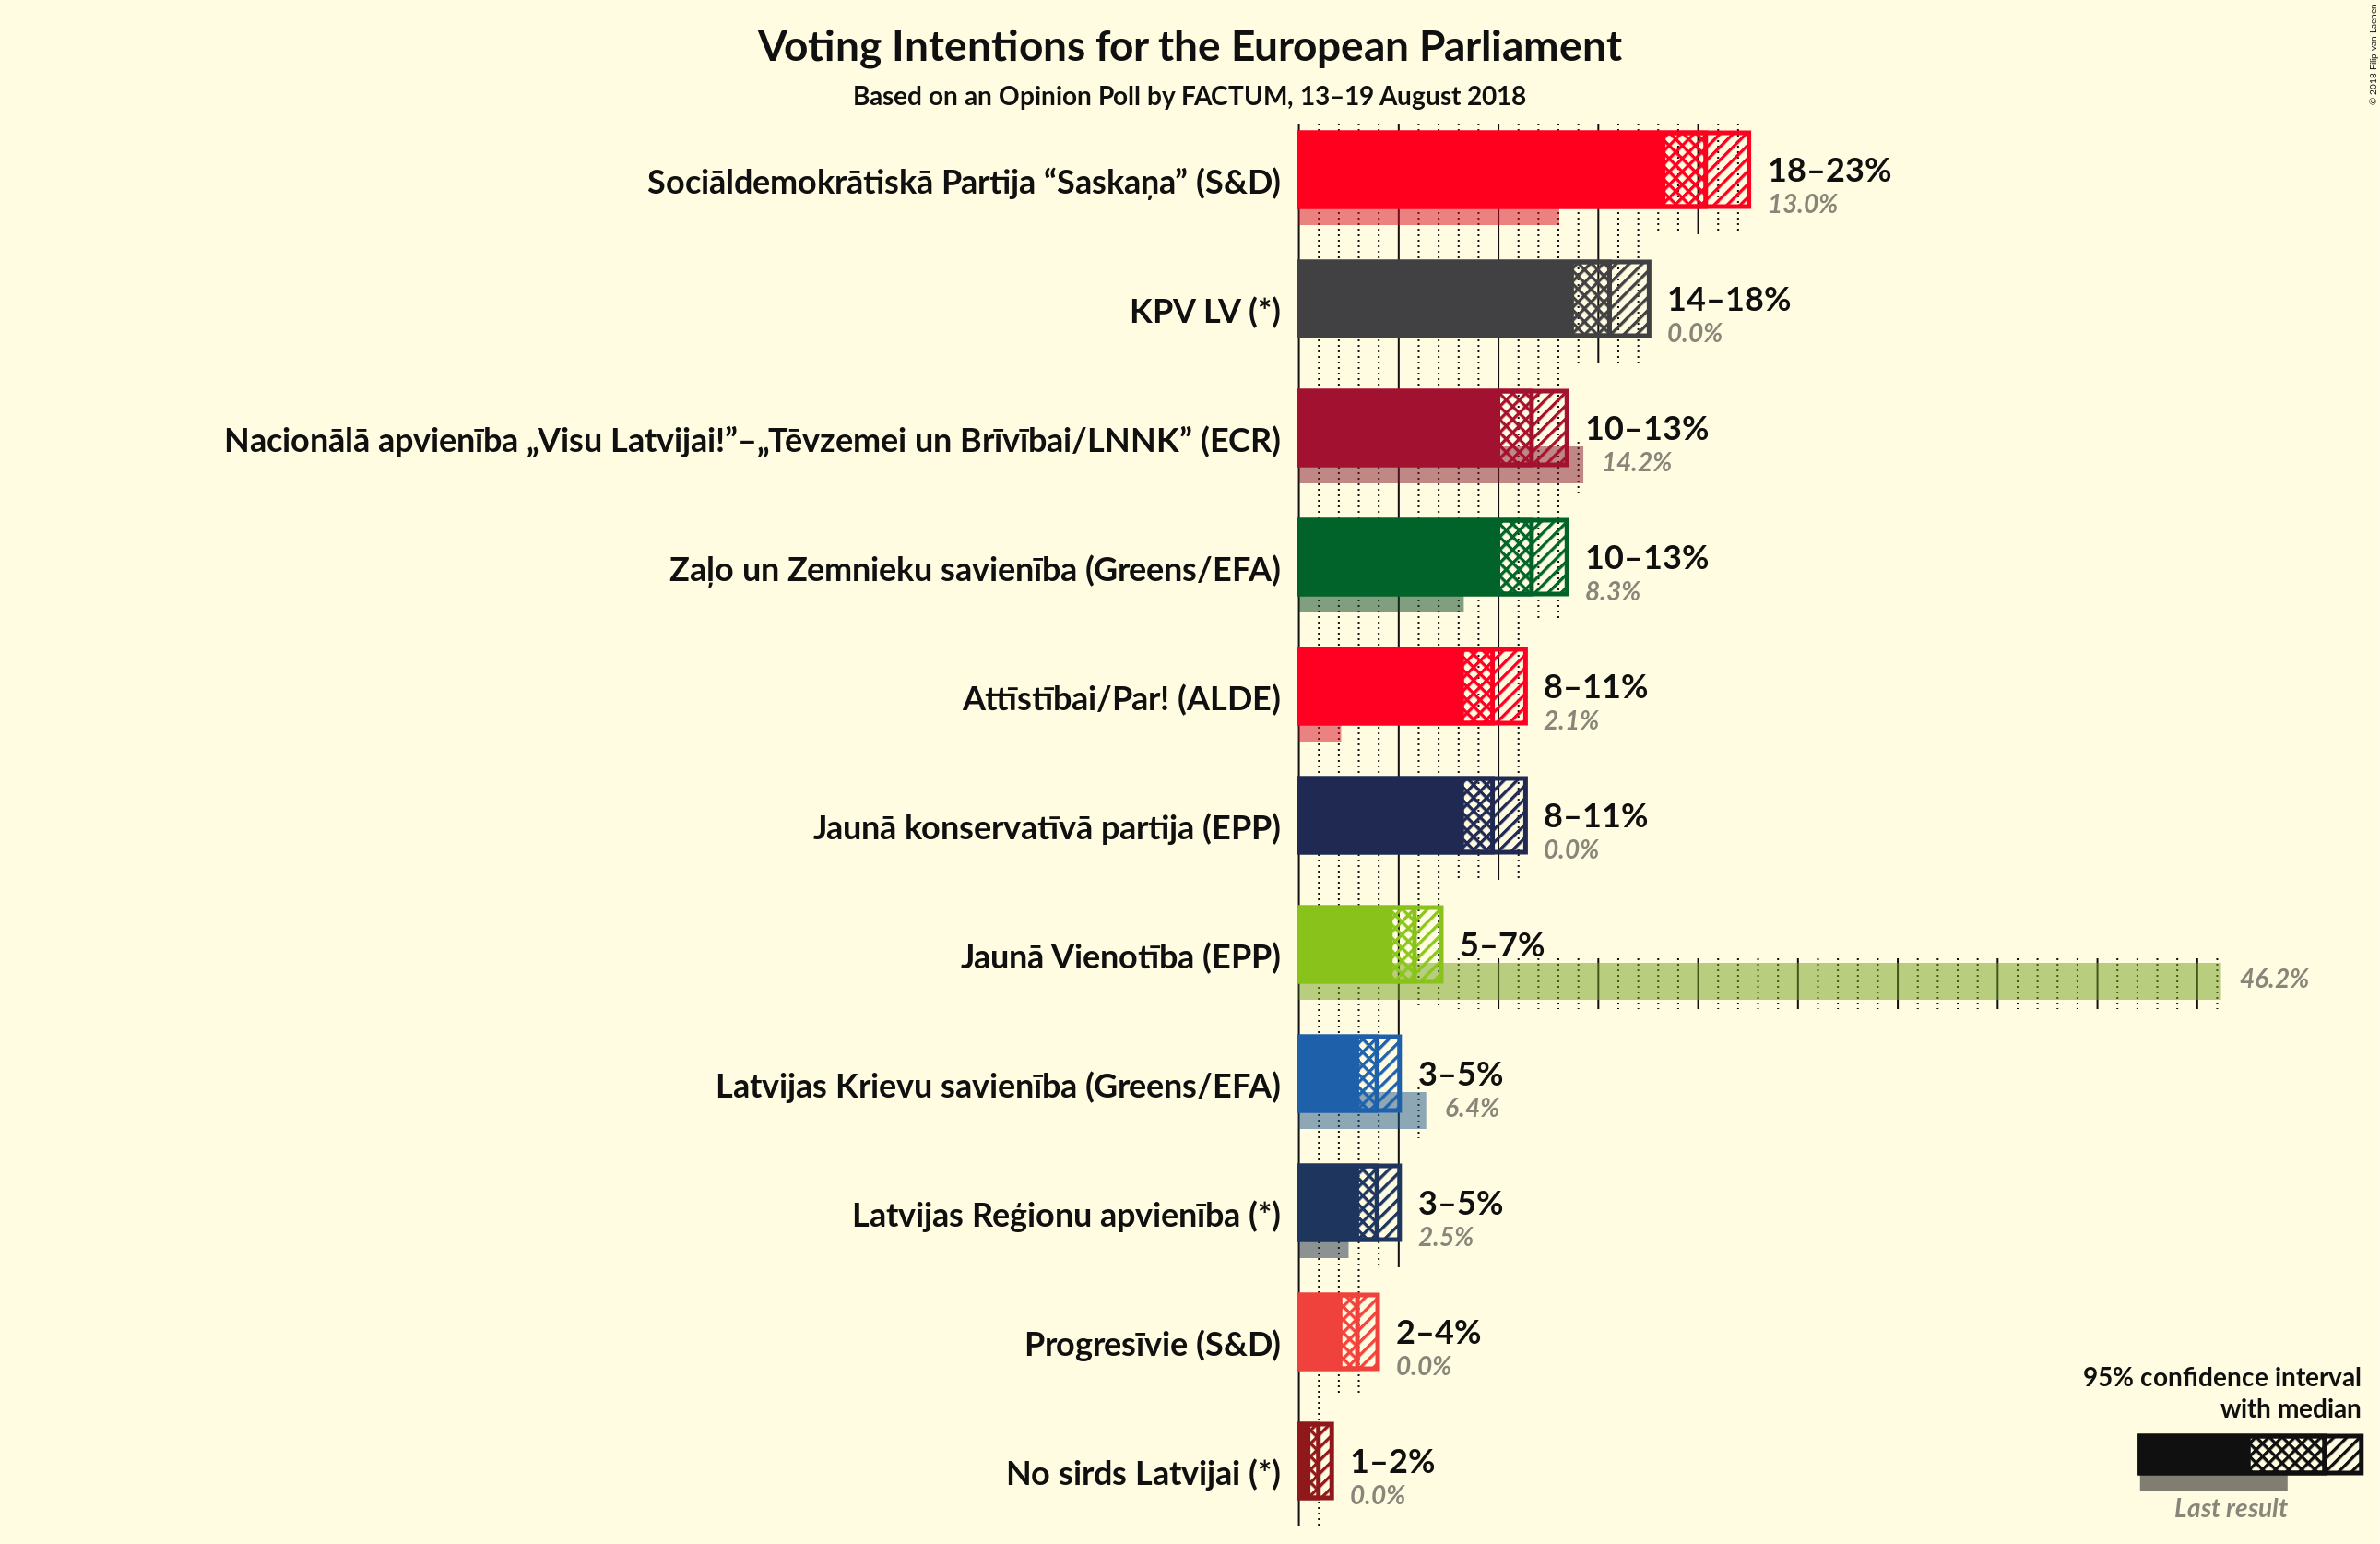 Voting Intentions for the European Parliament
Based on an Opinion Poll by FACTUM, 13–19 August 2018
© 2018 Filip van Laenen
Sociāldemokrātiskā Partija “Saskaņa” (S&D)
18–23%
13.0%
KPV LV (*)
14–18%
0.0%
Nacionālā apvienība „Visu Latvijai!”–„Tēvzemei un Brīvībai/LNNK” (ECR)
10–13%
14.2%
Zaļo un Zemnieku savienība (Greens/EFA)
10–13%
8.3%
Attīstībai/Par! (ALDE)
8–11%
2.1%
Jaunā konservatīvā partija (EPP)
8–11%
0.0%
Jaunā Vienotība (EPP)
5–7%
46.2%
Latvijas Krievu savienība (Greens/EFA)
3–5%
6.4%
Latvijas Reģionu apvienība (*)
3–5%
2.5%
Progresīvie (S&D)
2–4%
0.0%
No sirds Latvijai (*)
1–2%
0.0%
95% confidence interval
with median
Last result